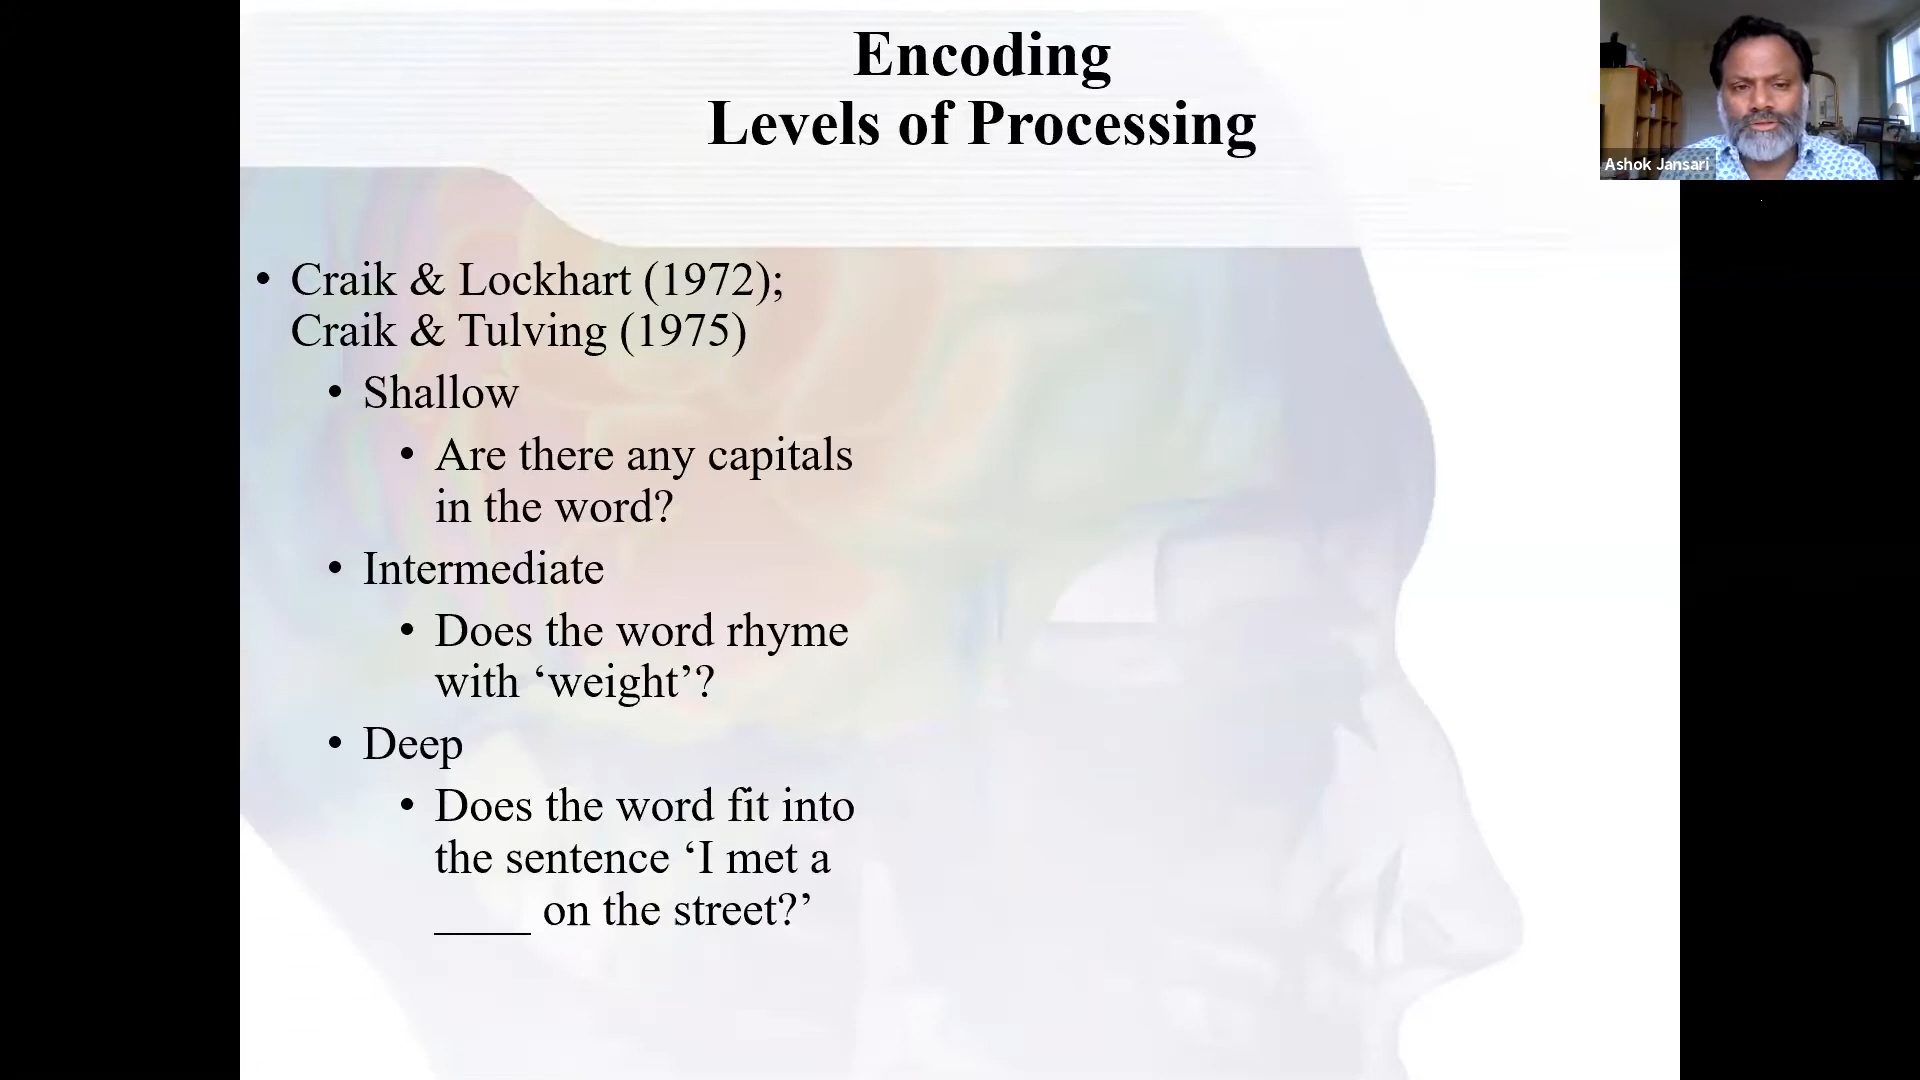 Encoding
Levels of Processing
Ashok Jansari
• Craik & Lockhart (1972);
Craik & Tulving (1975)
• Shallow
• Are there any capitals
in the word?
• Intermediate
• Does the word rhyme
with ‘weight’?
• Deep
• Does the word fit into
the sentence ‘I met a
____ on the street?’